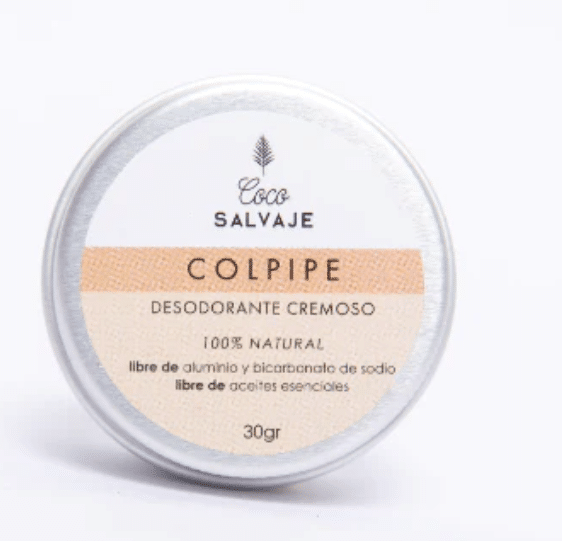 Coco
SALVAJE
COLPIPE
DESODORANTE CREMOSO
100% NATURAL
libre de aluminio y bicarbonato de sodio
libre de aceites esenciales
30gr